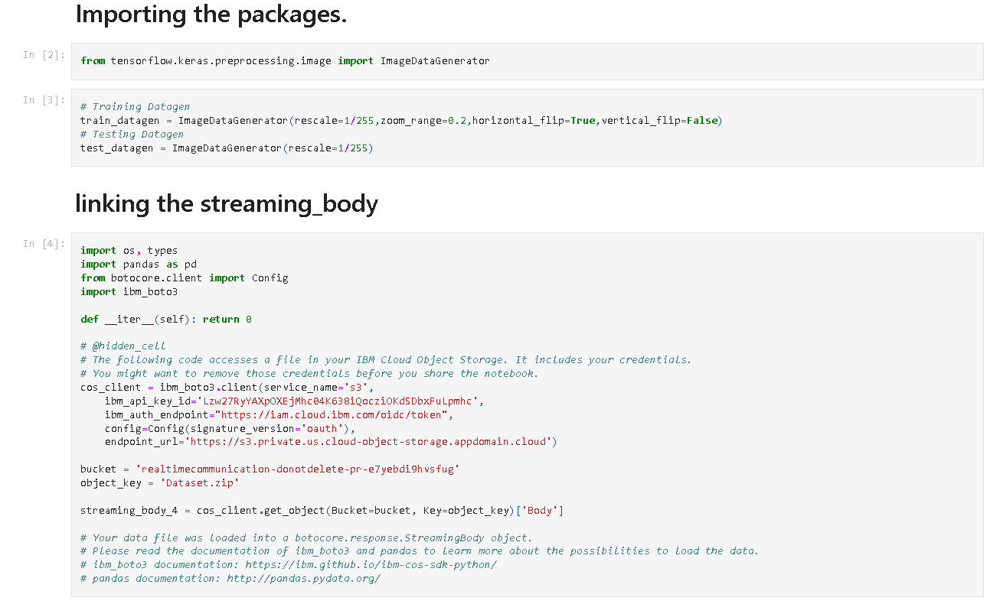 Importing the packages.
In [2]:
from tensorflow.keras.preprocessing.image import ImageDataGenerator
In [3]:
# Training Datagen
train_datagen = ImageDataGenerator(rescale=1/255,zoom_range=0.2,horizontal_flip=True,vertical_flip=False)
# Testing Datagen
test_datagen = ImageDataGenerator(rescale=1/255)
linking the streaming_body
In [4]:
import os, types
import pandas as pd
from botocore.client import Config
import ibm_boto3
def __iter__(self): return 0
# @hidden_cell
# The following code accesses a file in your IBM Cloud Object Storage. It includes your credentials.
# You might want to remove those credentials before you share the notebook.
cos_client = ibm_boto3.client(service_name='s3',
    ibm_api_key_id='Lzw27RyYAXpOXEjMhc04K638iQocziOKd5DbxFuLpmhc',
    ibm_auth_endpoint="https://iam.cloud.ibm.com/oidc/token",
    config=Config(signature_version='oauth'),
    endpoint_url='https://s3.private.us.cloud-object-storage.appdomain.cloud')
bucket = 'realtimecommunication-donotdelete-pr-e7yebdi9hvsfug'
object_key = 'Dataset.zip'
streaming_body_4 = cos_client.get_object(Bucket=bucket, Key=object_key)['Body']
# Your data file was loaded into a botocore.response.StreamingBody object.
# Please read the documentation of ibm_boto3 and pandas to learn more about the possibilities to load the data.
# ibm_boto3 documentation: https://ibm.github.io/ibm-cos-sdk-python/
# pandas documentation: http://pandas.pydata.org/